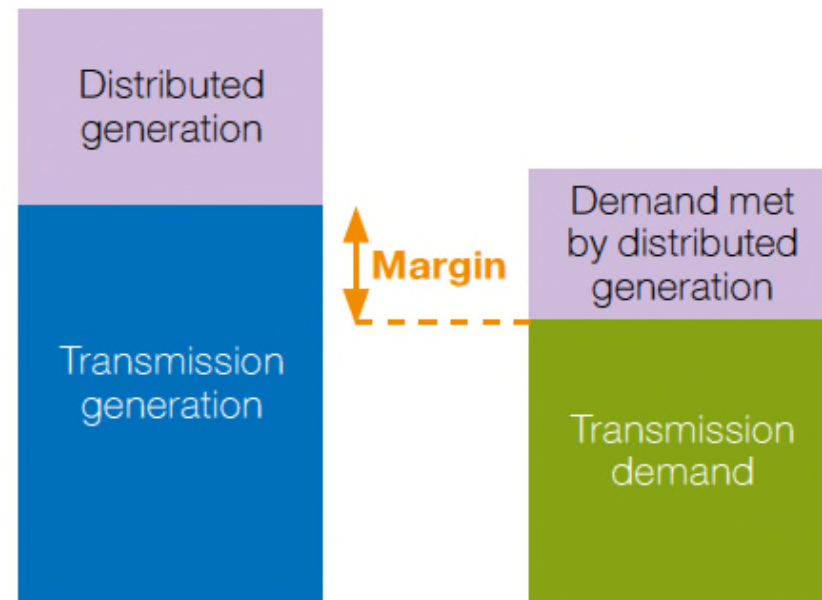 Distributed
generation
Transmission
generation
Margin
Demand met
by distributed
generation
Transmission
demand